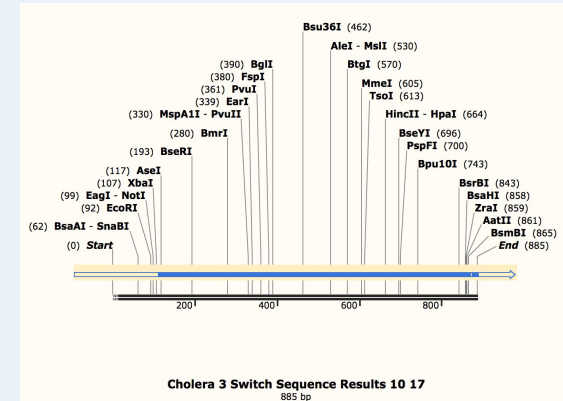 Bsu36I (462)
AleI - MslI (530)
(390) BglI
BtgI (570)
(380) FspI
MmeI (605)
(361) PvuI
TsoI (613)
(339) EarI
(330) MspA1I - PvuII
HincII - HpaI (664)
(280) BmrI
BseYI (696)
PspFI (700)
(193) BseRI
Bpu10I (743)
(117) AseI
(107) XbaI
BsrBI (843)
(99) EagI - NotI
BsaHI (858)
(92) EcoRI
ZraI (859)
AatII (861)
(62) BsaAI - SnaBI
BsmBI (865)
(0) Start
End (885)
200 400 600 800
Cholera 3 Switch Sequence Results 10 17
885 bp